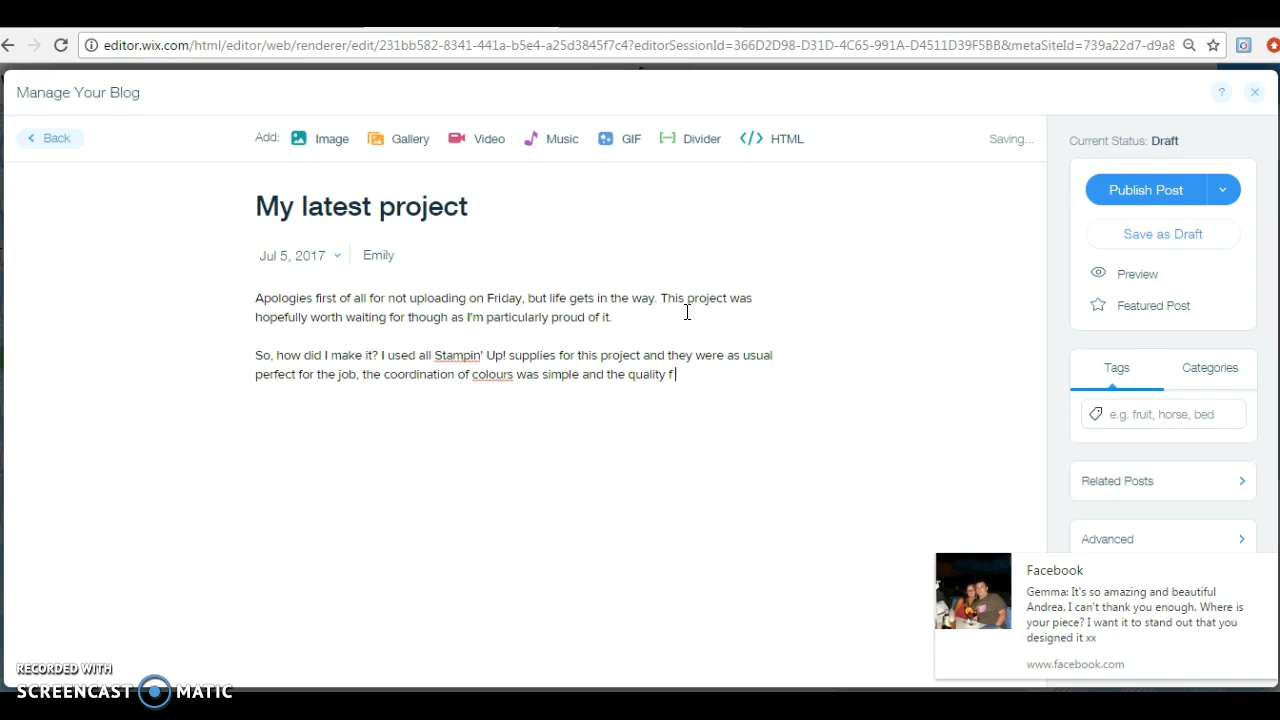 editor.wix.com/html/editor/web/renderer/edit/231bb582-8341-441a-b5e4-a25d3845f7c4?editorSessionId=366D2D98-D31D-4C65-991A-D4511D39F5BB&metaSiteId=739a22d7-d9a8
Manage Your Blog
?
Back
Add: Image Gallery Video Music GIF Divider </> HTML
Saving...
Current Status: Draft
Publish Post
Save as Draft
Preview
Featured Post
My latest project
Jul 5, 2017 Emily
Apologies first of all for not uploading on Friday, but life gets in the way. This project was
hopefully worth waiting for though as I'm particularly proud of it.
So, how did I make it? I used all Stampin' Up! supplies for this project and they were as usual
perfect for the job, the coordination of colours was simple and the quality f
Tags Categories
e.g. fruit, horse, bed
Related Posts
Advanced
Facebook
Gemma: It's so amazing and beautiful
Andrea. I can't thank you enough. Where is
your piece? I want it to stand out that you
designed it xx
www.facebook.com
RECORDED WITH
SCREENCAST MATIC